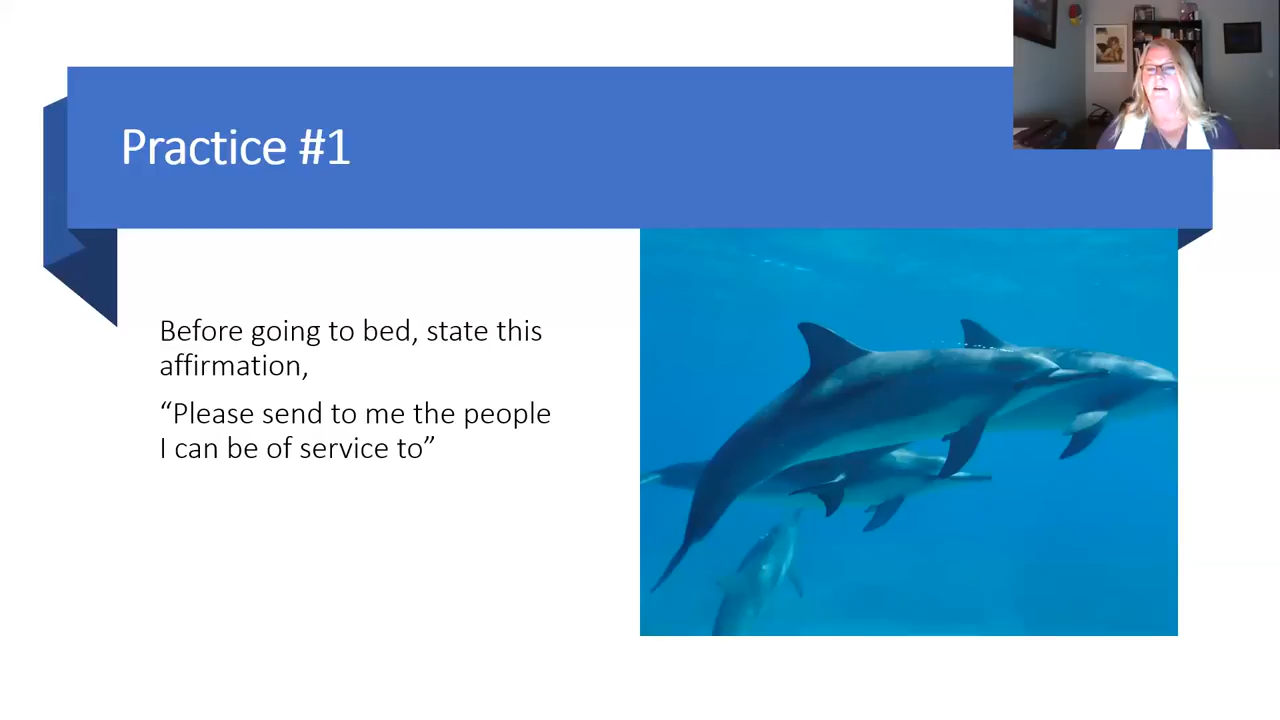 Practice #1
Before going to bed, state this
affirmation,
“Please send to me the people
I can be of service to”